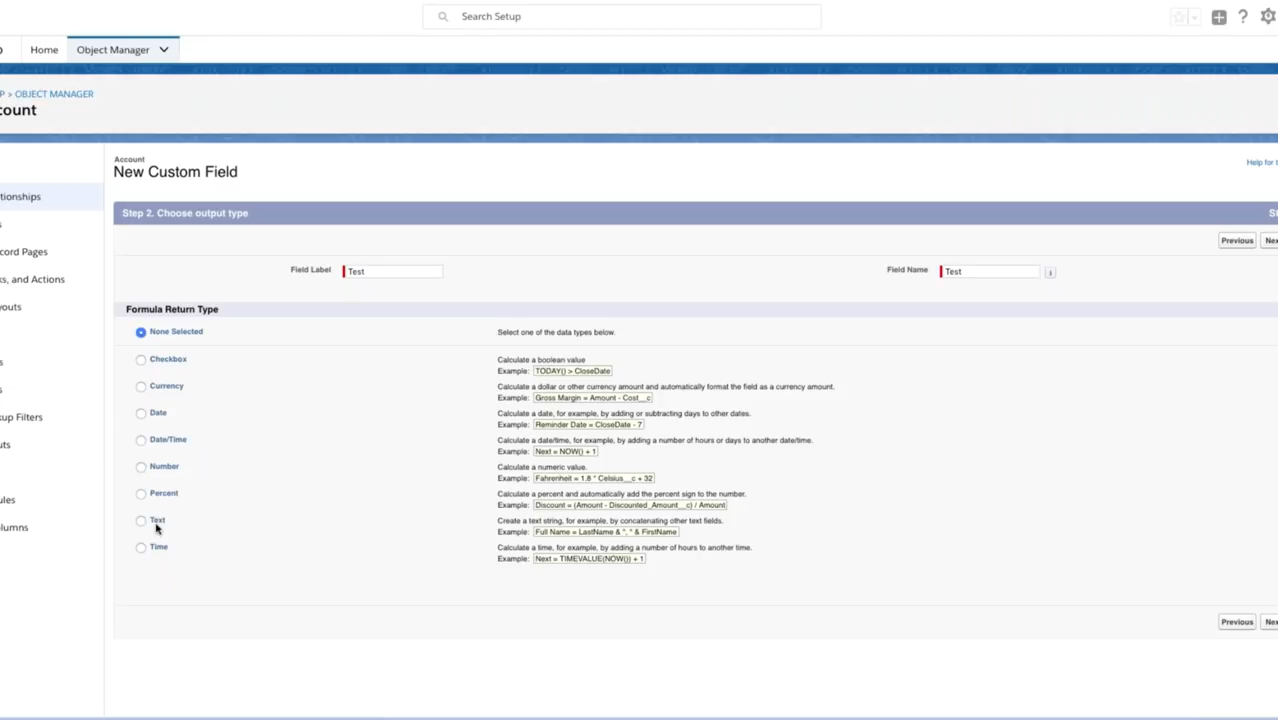 Search Setup
Home
Object Manager
> OBJECT MANAGER
count
Account
New Custom Field
Help for t
tionships
Step 2. Choose output type
Previous
Nex
cord Pages
Field Label
Test
Field Name
Test
i
ks, and Actions
youts
Formula Return Type
None Selected
Select one of the data types below.
Checkbox
Calculate a boolean value
Example: TODAY() > CloseDate
Currency
Calculate a dollar or other currency amount and automatically format the field as a currency amount.
Example: Gross Margin = Amount - Cost__c
Date
Calculate a date, for example, by adding or subtracting days to other dates.
Example: Reminder Date = CloseDate - 7
kup Filters
Date/Time
Calculate a date/time, for example, by adding a number of hours or days to another date/time.
Example: Next = NOW() + 1
uts
Number
Calculate a numeric value.
Example: Fahrenheit = 1.8 * Celsius__c + 32
Percent
Calculate a percent and automatically add the percent sign to the number.
Example: Discount = (Amount - Discounted_Amount__c) / Amount
ules
Text
Create a text string, for example, by concatenating other text fields.
Example: Full Name = LastName & ", " & FirstName
lumns
Time
Calculate a time, for example, by adding a number of hours to another time.
Example: Next = TIMEVALUE(NOW()) + 1
Previous
Nex